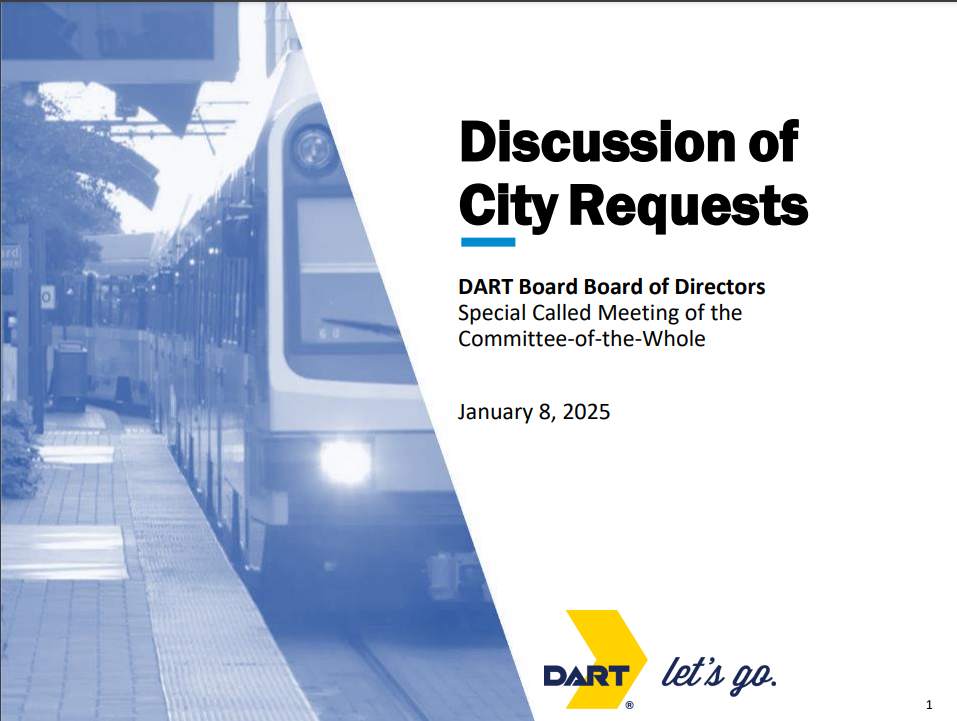 Discussion of
City Requests
DART Board Board of Directors
Special Called Meeting of the
Committee-of-the-Whole
January 8, 2025
DART let's go.
®
1